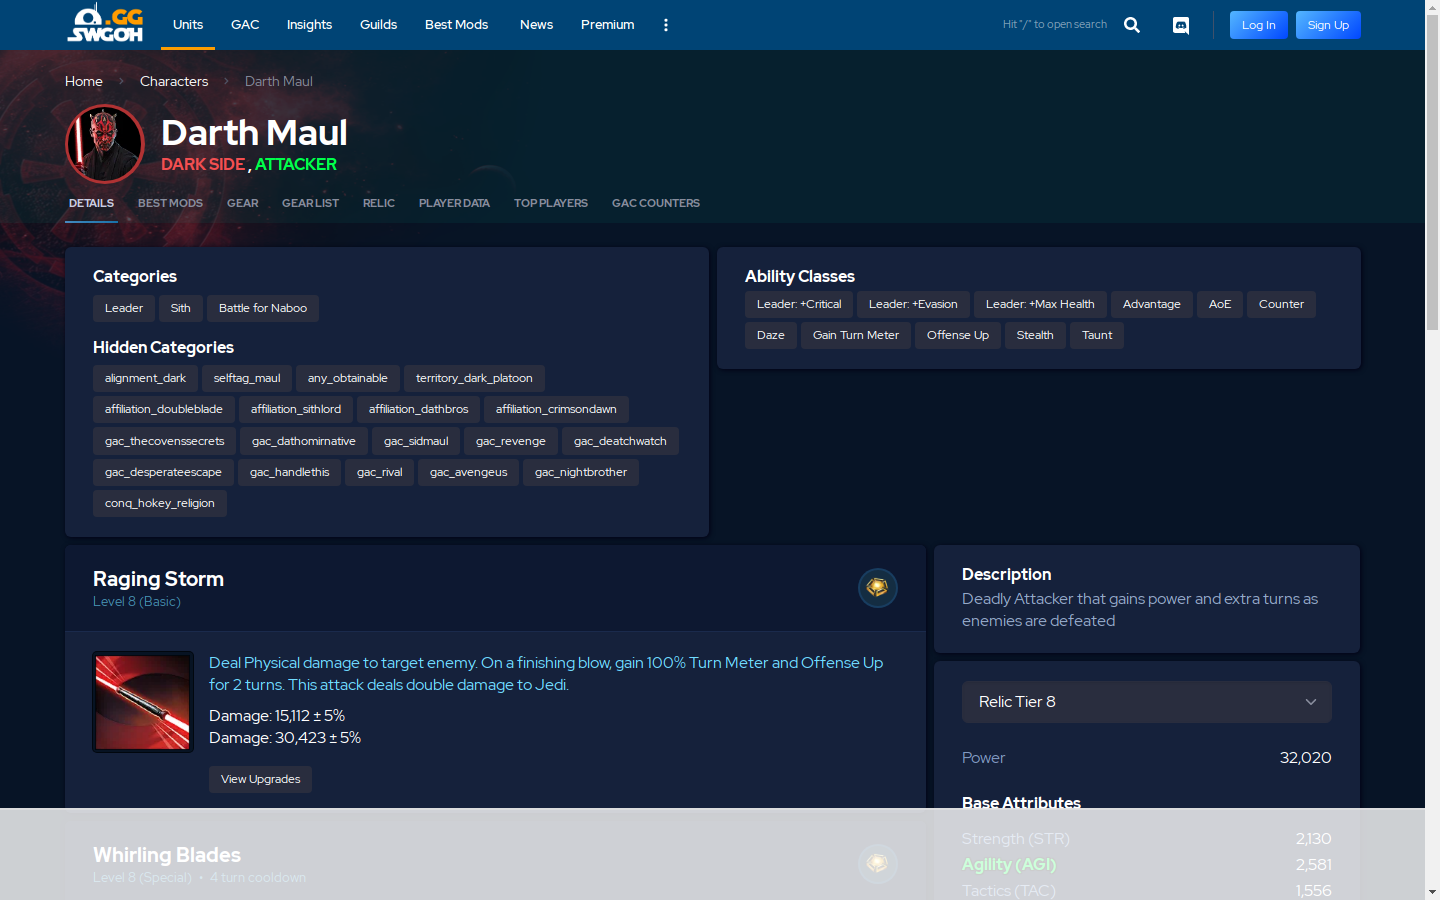 .GG
SWGOH
Units GAC Insights Guilds Best Mods News Premium Hit "/" to open search Log In Sign Up
Home Characters Darth Maul
Darth Maul
DARK SIDE , ATTACKER
DETAILS BEST MODS GEAR GEAR LIST RELIC PLAYER DATA TOP PLAYERS GAC COUNTERS
Categories
Leader Sith Battle for Naboo
Hidden Categories
alignment_dark selftag_maul any_obtainable territory_dark_platoon
affiliation_doubleblade affiliation_sithlord affiliation_dathbros affiliation_crimsondawn
gac_thecovenssecrets gac_dathomirnative gac_sidmaul gac_revenge gac_deatchwatch
gac_desperateescape gac_handlethis gac_rival gac_avengeus gac_nightbrother
conq_hokey_religion
Ability Classes
Leader: +Critical Leader: +Evasion Leader: +Max Health Advantage AoE Counter
Daze Gain Turn Meter Offense Up Stealth Taunt
Raging Storm
Level 8 (Basic)
Deal Physical damage to target enemy. On a finishing blow, gain 100% Turn Meter and Offense Up
for 2 turns. This attack deals double damage to Jedi.
Damage: 15,112 ± 5%
Damage: 30,423 ± 5%
View Upgrades
Whirling Blades
Level 8 (Special) • 4 turn cooldown
Description
Deadly Attacker that gains power and extra turns as
enemies are defeated
Relic Tier 8
Power 32,020
Base Attributes
Strength (STR) 2,130
Agility (AGI) 2,581
Tactics (TAC) 1,556